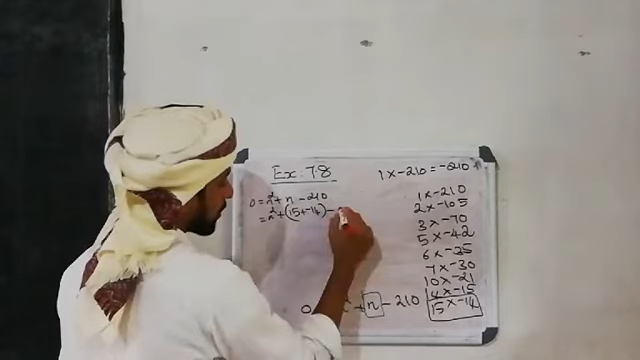 Ex. 7.8
0 = n² + n - 210
= n² + (15 + -14) -
0 n² + n - 210
1 x -210 = -210
1 x -210
2 x -105
3 x -70
5 x -42
6 x -35
7 x -30
10 x -21
14 x -15
15 x -14